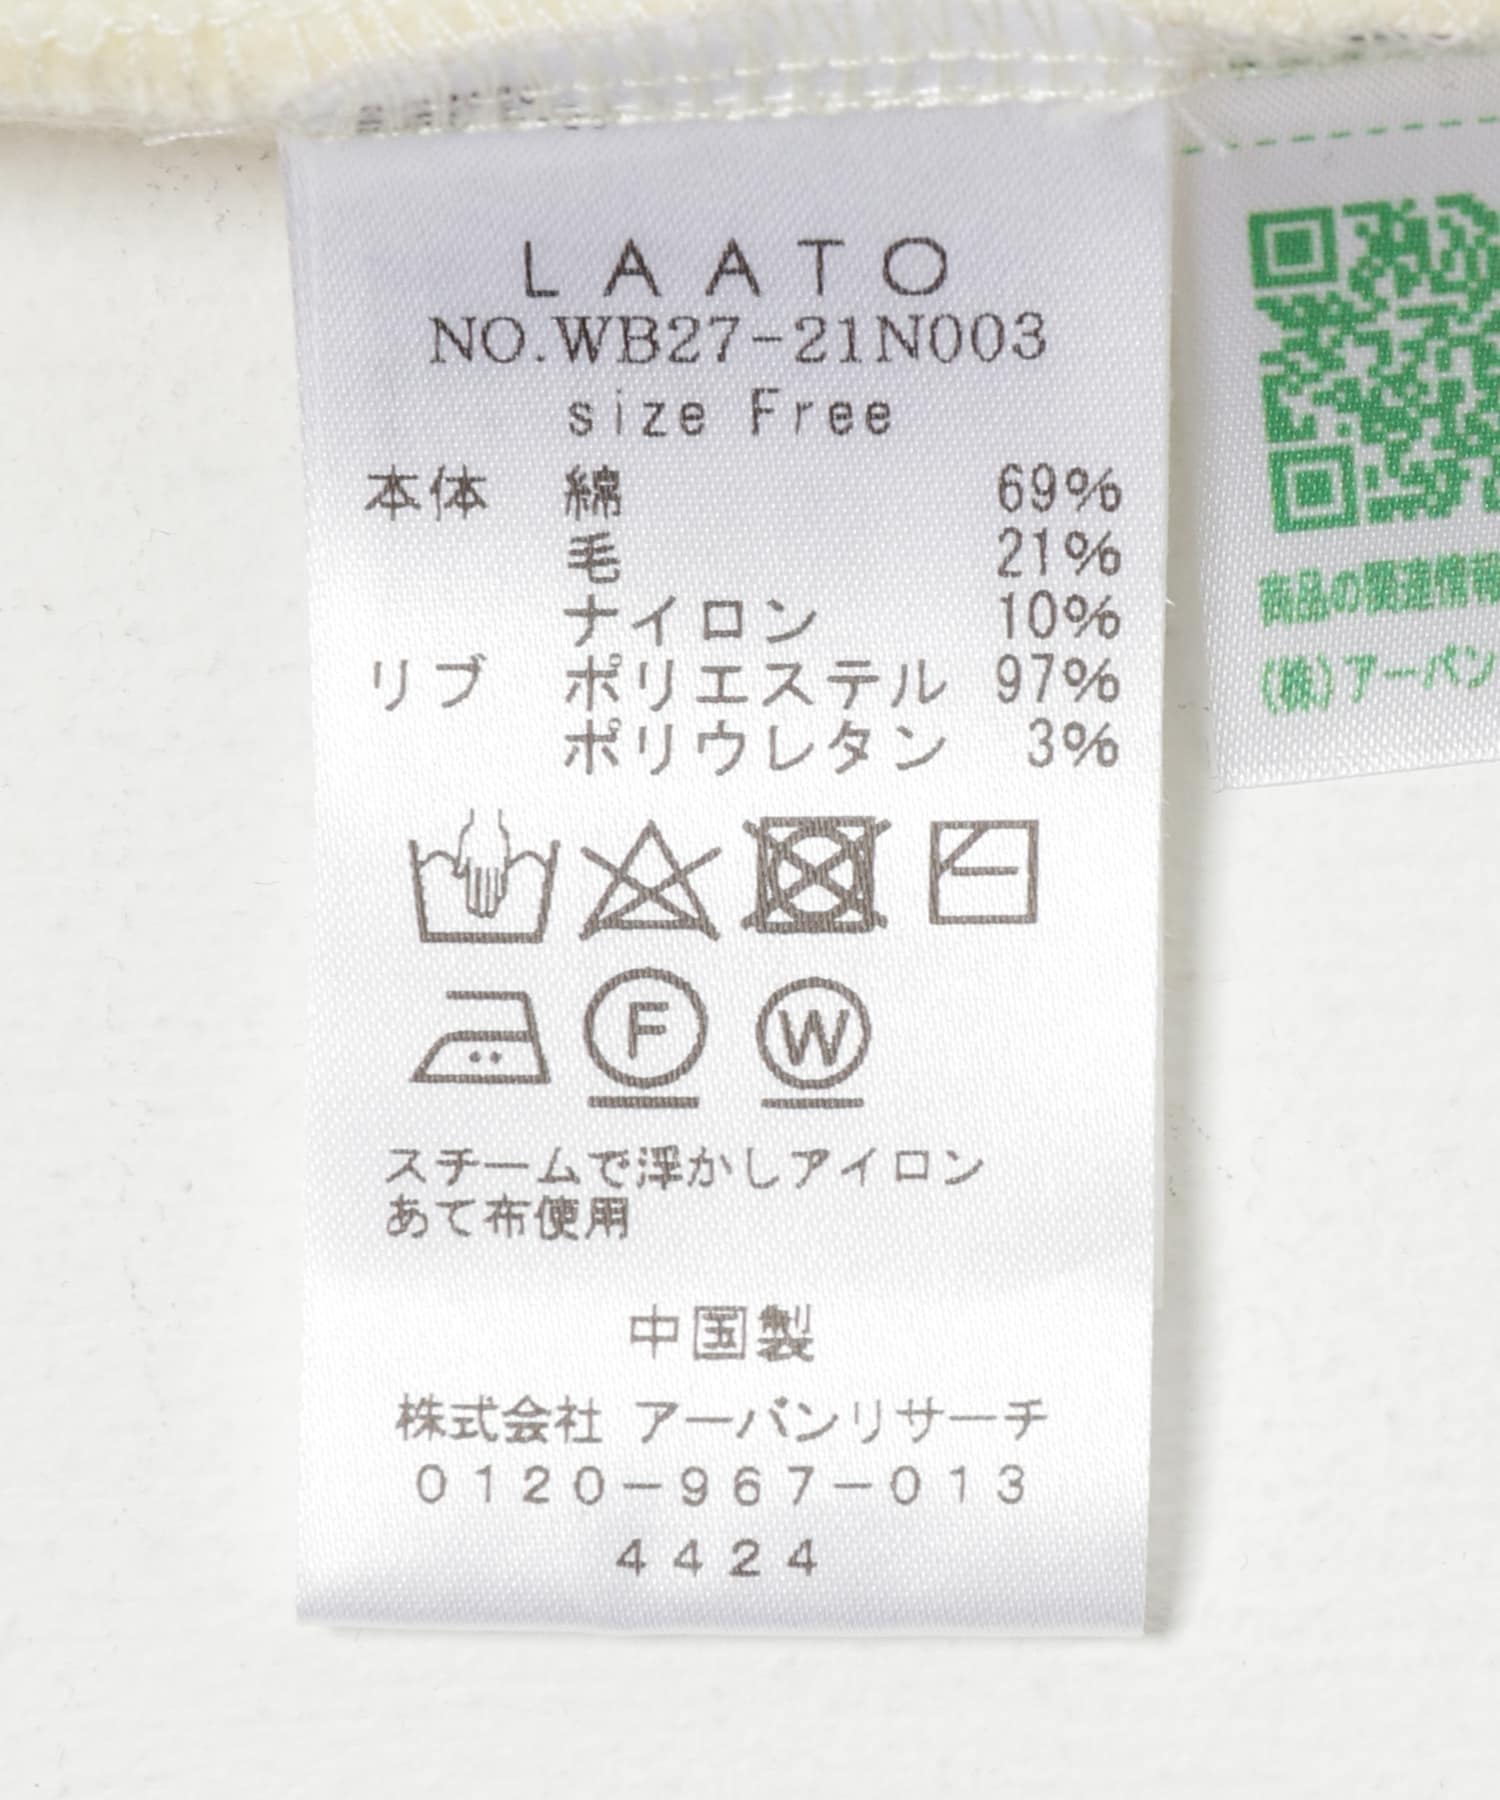 LAATO
NO.WB27-21N003
size Free
本体 綿 69%
毛 21%
ナイロン 10%
リブ ポリエステル 97%
ポリウレタン 3%
F W
スチームで浮かしアイロン
あて布使用
中国製
株式会社 アーバンリサーチ
0120-967-013
4424
商品の関連情報
(株)アーバン